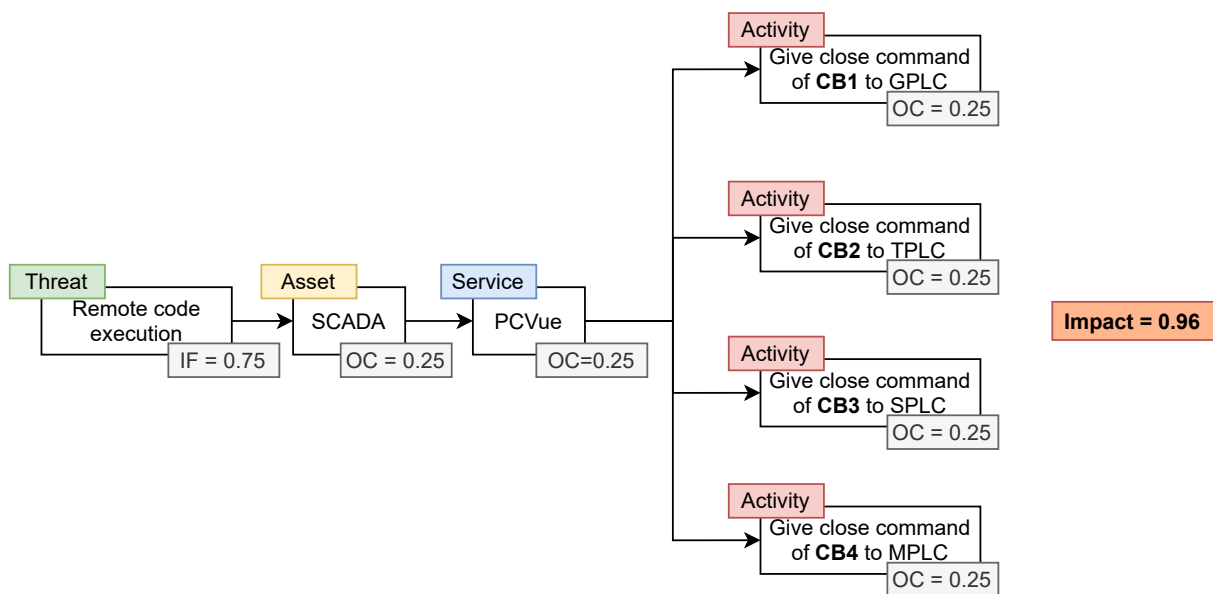 Threat
Remote code
execution
IF = 0.75
Asset
SCADA
OC = 0.25
Service
PCVue
OC=0.25
Activity
Give close command
of CB1 to GPLC
OC = 0.25
Activity
Give close command
of CB2 to TPLC
OC = 0.25
Activity
Give close command
of CB3 to SPLC
OC = 0.25
Activity
Give close command
of CB4 to MPLC
OC = 0.25
Impact = 0.96